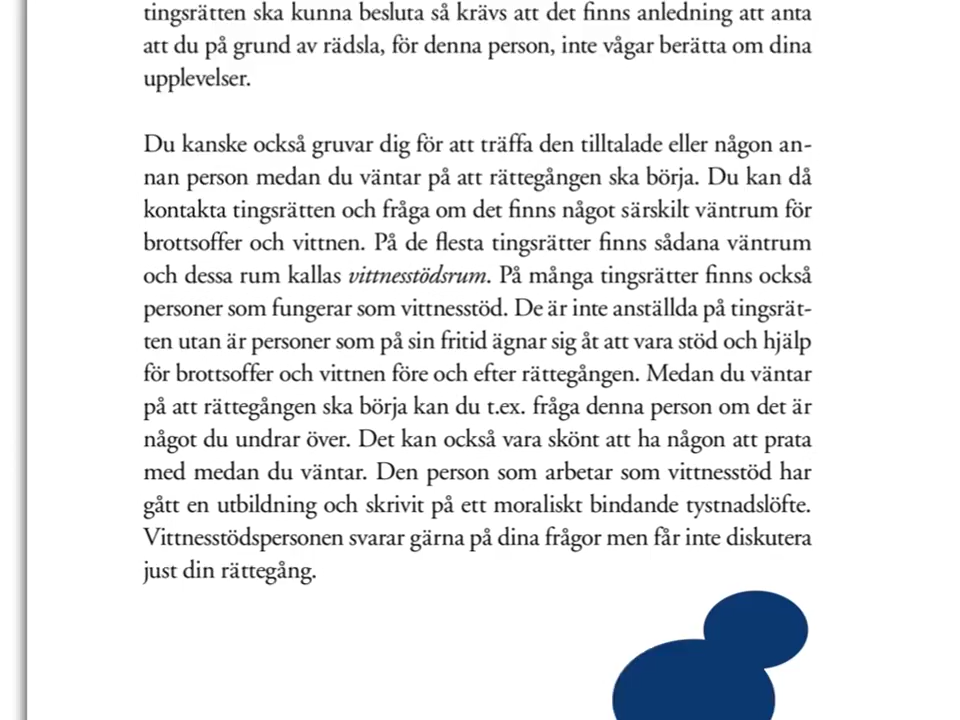 tingsrätten ska kunna besluta så krävs att det finns anledning att anta
att du på grund av rädsla, för denna person, inte vågar berätta om dina
upplevelser.
Du kanske också gruvar dig för att träffa den tilltalade eller någon an-
nan person medan du väntar på att rättegången ska börja. Du kan då
kontakta tingsrätten och fråga om det finns något särskilt väntrum för
brottsoffer och vittnen. På de flesta tingsrätter finns sådana väntrum
och dessa rum kallas vittnesstödsrum. På många tingsrätter finns också
personer som fungerar som vittnesstöd. De är inte anställda på tingsrät-
ten utan är personer som på sin fritid ägnar sig åt att vara stöd och hjälp
för brottsoffer och vittnen före och efter rättegången. Medan du väntar
på att rättegången ska börja kan du t.ex. fråga denna person om det är
något du undrar över. Det kan också vara skönt att ha någon att prata
med medan du väntar. Den person som arbetar som vittnesstöd har
gått en utbildning och skrivit på ett moraliskt bindande tystnadslöfte.
Vittnesstödspersonen svarar gärna på dina frågor men får inte diskutera
just din rättegång.